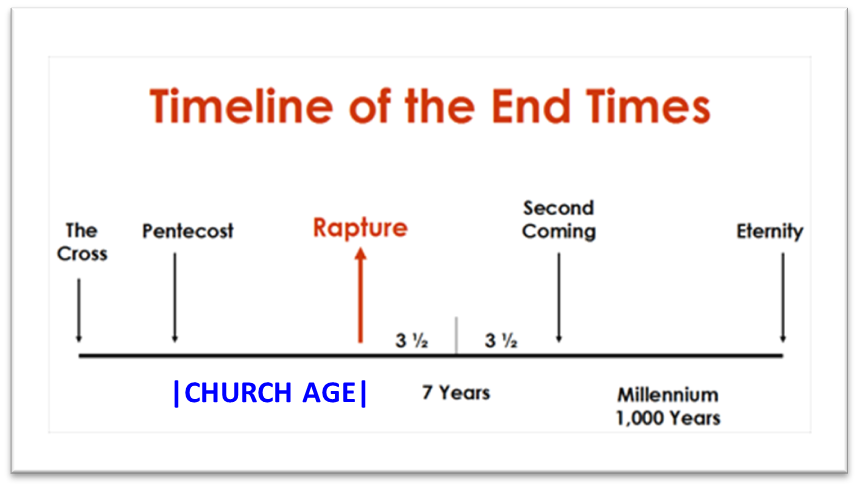 Timeline of the End Times
The
Cross
Pentecost
Rapture
Second
Coming
Eternity
3 ½
3 ½
|CHURCH AGE|
7 Years
Millennium
1,000 Years